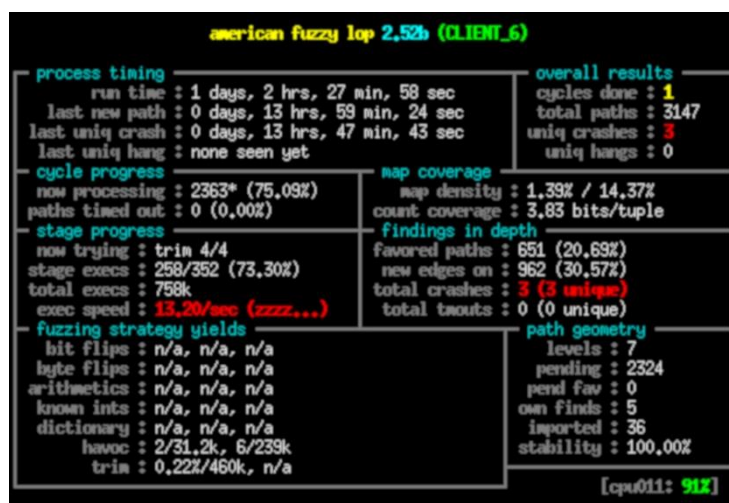 american fuzzy lop 2.52b (CLIENT_6)
process timing
run time : 1 days, 2 hrs, 27 min, 58 sec
last new path : 0 days, 13 hrs, 59 min, 24 sec
last uniq crash : 0 days, 13 hrs, 47 min, 43 sec
last uniq hang : none seen yet
overall results
cycles done : 1
total paths : 3147
uniq crashes : 3
uniq hangs : 0
cycle progress
now processing : 2363* (75.09%)
paths timed out : 0 (0.00%)
map coverage
map density : 1.39% / 14.37%
count coverage : 3.83 bits/tuple
stage progress
now trying : trim 4/4
stage execs : 258/352 (73.30%)
total execs : 758k
exec speed : 13.20/sec (zzzz...)
findings in depth
favored paths : 651 (20.69%)
new edges on : 962 (30.57%)
total crashes : 3 (3 unique)
total tmouts : 0 (0 unique)
fuzzing strategy yields
bit flips : n/a, n/a, n/a
byte flips : n/a, n/a, n/a
arithmetics : n/a, n/a, n/a
known ints : n/a, n/a, n/a
dictionary : n/a, n/a, n/a
havoc : 2/31.2k, 6/239k
trim : 0.22%/460k, n/a
path geometry
levels : 7
pending : 2324
pend fav : 0
own finds : 5
imported : 36
stability : 100.00%
[cpu011: 91%]